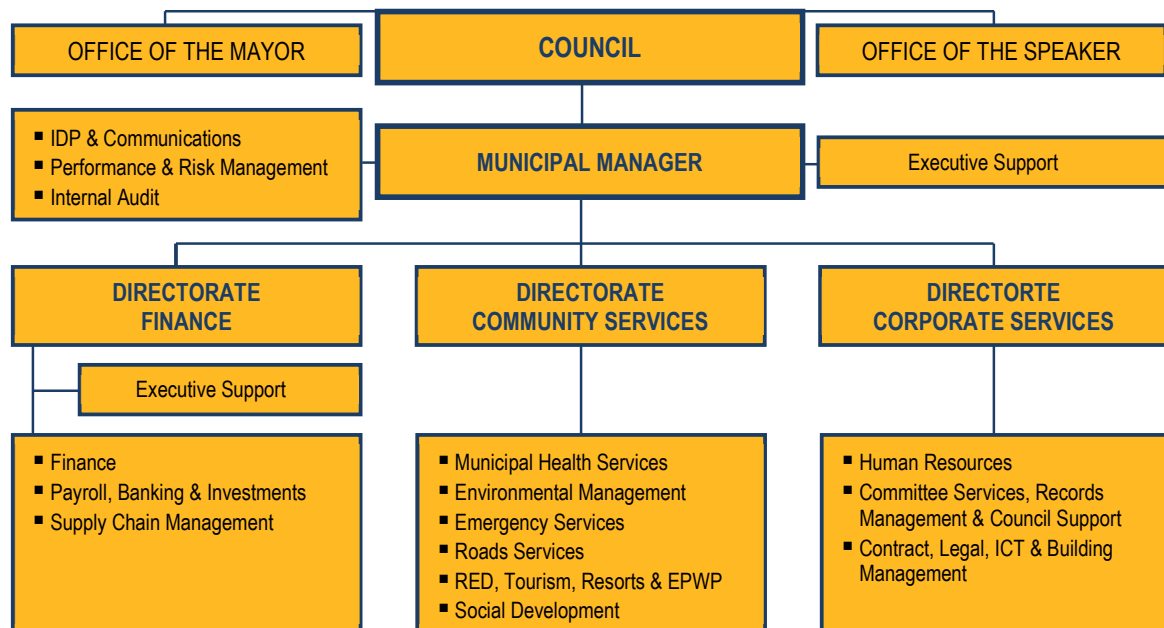 OFFICE OF THE MAYOR
COUNCIL
OFFICE OF THE SPEAKER
▪ IDP & Communications
▪ Performance & Risk Management
▪ Internal Audit
MUNICIPAL MANAGER
Executive Support
DIRECTORATE
FINANCE
DIRECTORATE
COMMUNITY SERVICES
DIRECTORTE
CORPORATE SERVICES
Executive Support
▪ Finance
▪ Payroll, Banking & Investments
▪ Supply Chain Management
▪ Municipal Health Services
▪ Environmental Management
▪ Emergency Services
▪ Roads Services
▪ RED, Tourism, Resorts & EPWP
▪ Social Development
▪ Human Resources
▪ Committee Services, Records
Management & Council Support
▪ Contract, Legal, ICT & Building
Management